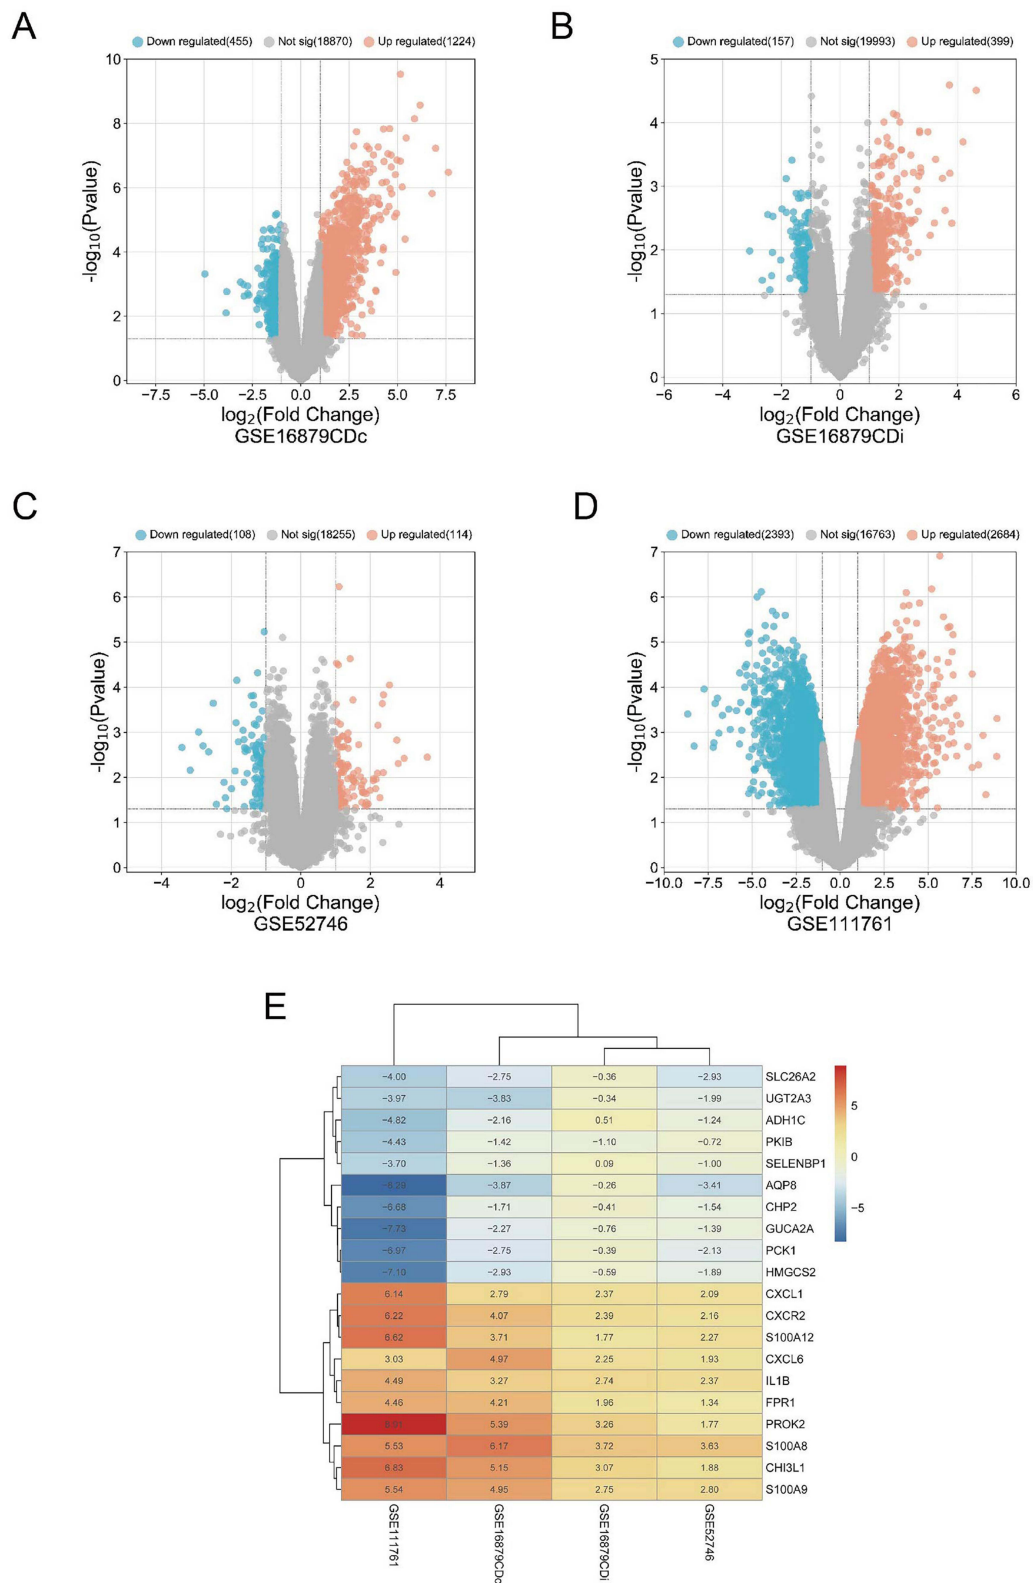 A
Down regulated(455) Not sig(18870) Up regulated(1224)
10
8
6
4
2
0
-log10(Pvalue)
−7.5 −5.0 −2.5 0.0 2.5 5.0 7.5
log2(Fold Change)
GSE16879CDc
B
Down regulated(157) Not sig(19993) Up regulated(399)
5
4
3
2
1
0
-log10(Pvalue)
−6 −4 −2 0 2 4 6
log2(Fold Change)
GSE16879CDi
C
Down regulated(108) Not sig(18255) Up regulated(114)
7
6
5
4
3
2
1
0
-log10(Pvalue)
−4 −2 0 2 4
log2(Fold Change)
GSE52746
D
Down regulated(2393) Not sig(16763) Up regulated(2684)
7
6
5
4
3
2
1
0
-log10(Pvalue)
−10.0 −7.5 −5.0 −2.5 0.0 2.5 5.0 7.5 10.0
log2(Fold Change)
GSE111761
E
−4.00 −2.75 −0.36 −2.93 SLC26A2
−3.97 −3.83 −0.34 −1.99 UGT2A3
−4.82 −2.16 0.51 −1.24 ADH1C
−4.43 −1.42 −1.10 −0.72 PKIB
−3.70 −1.36 0.09 −1.00 SELENBP1
−3.87 −0.26 −3.41 AQP8
−6.68 −1.71 −0.41 −1.54 CHP2
−7.73 −2.27 −0.76 −1.39 GUCA2A
−6.97 −2.75 −0.39 −2.13 PCK1
−7.10 −2.93 −0.59 −1.89 HMGCS2
6.14 2.79 2.37 2.09 CXCL1
6.22 4.07 2.39 2.16 CXCR2
6.62 3.71 1.77 2.27 S100A12
3.03 4.97 2.25 1.93 CXCL6
4.49 3.27 2.74 2.37 IL1B
4.46 4.21 1.96 1.34 FPR1
5.39 3.26 1.77 PROK2
5.53 6.17 3.72 3.63 S100A8
6.83 5.15 3.07 1.88 CHI3L1
5.54 4.95 2.75 2.80 S100A9
5
0
−5
GSE111761
GSE16879CDc
GSE16879CDi
GSE52746